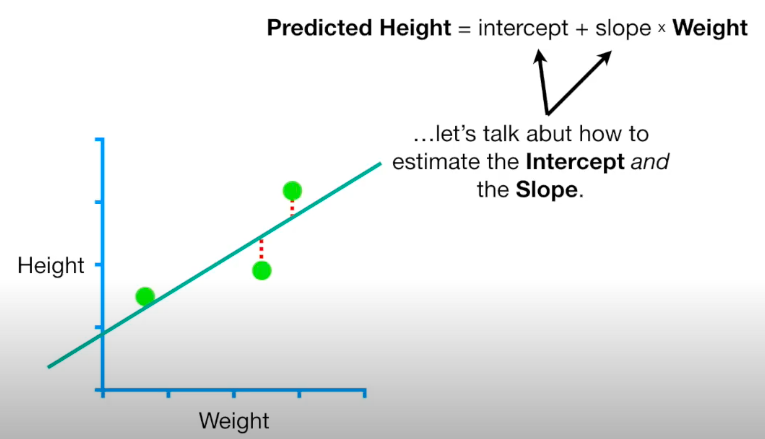 Predicted Height = intercept + slope x Weight
…let's talk abut how to
estimate the Intercept and
the Slope.
Height
Weight